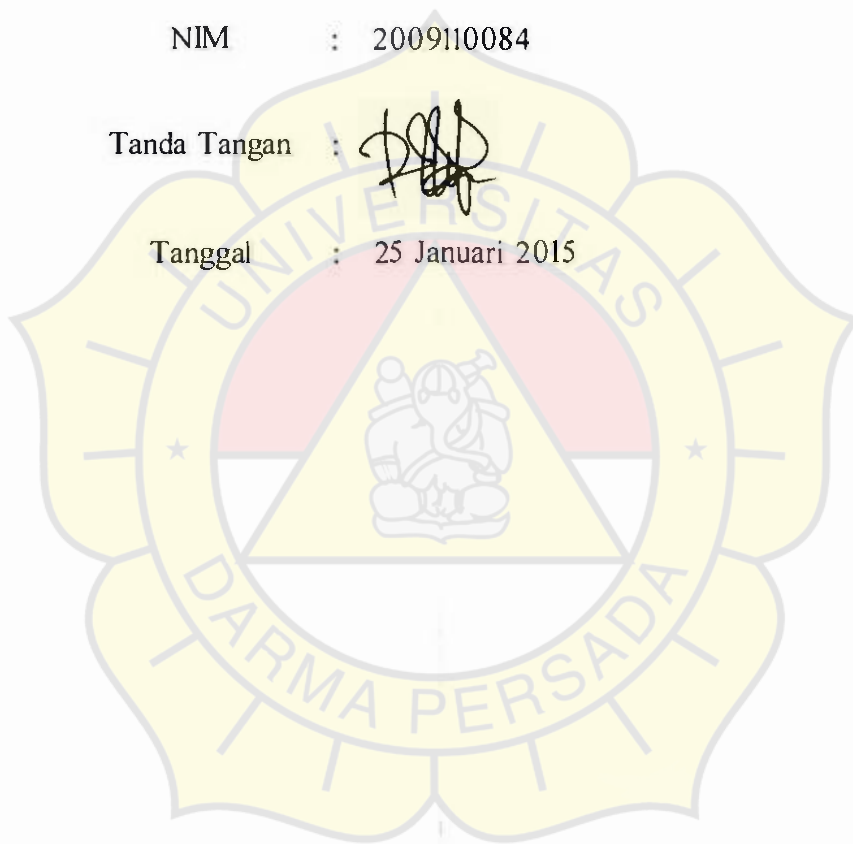 NIM : 2009110084
Tanda Tangan :
Tanggal : 25 Januari 2015
UNIVERSITAS
DARMA PERSADA